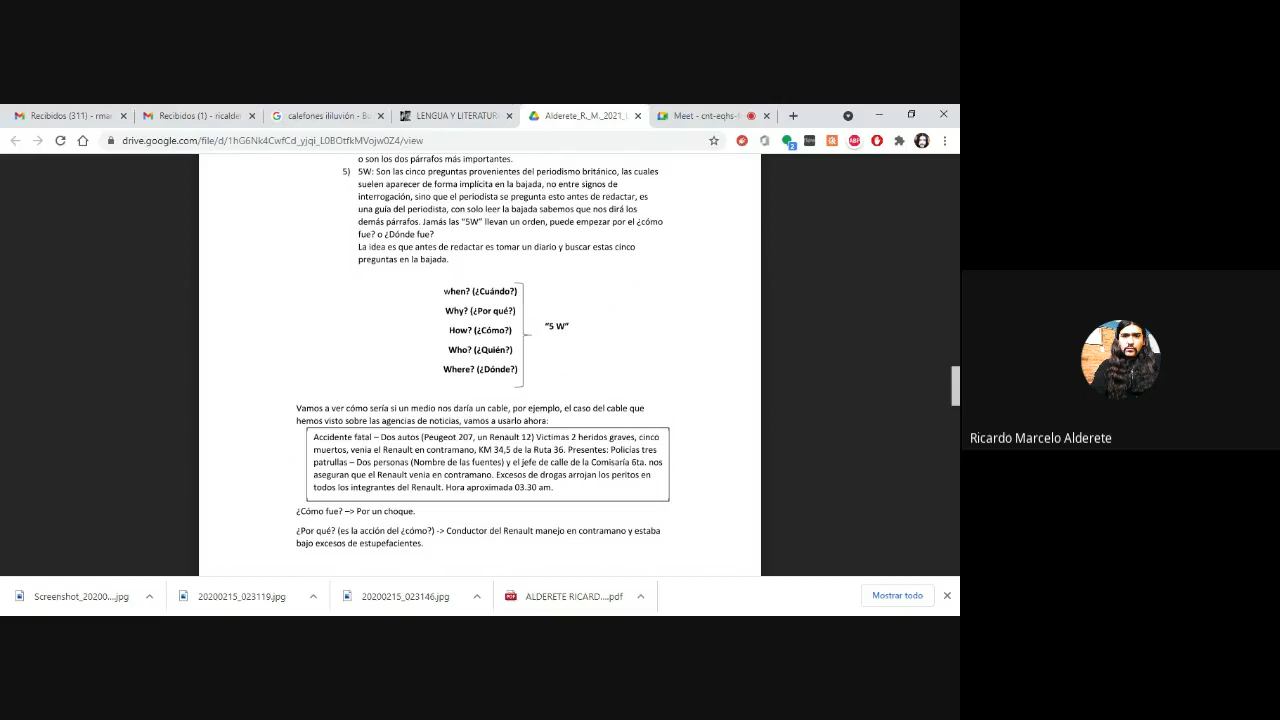 Recibidos (311) - rmar
Recibidos (1) - ricalder
calefones ililuvión - Bu
LENGUA Y LITERATURA
Alderete_R._M._2021_
Meet - cnt-eqhs-
drive.google.com/file/d/1hG6Nk4CwfCd_yjqi_L0BOtfkMVojw0Z4/view
o son los dos párrafos más importantes.
5) 5W: Son las cinco preguntas provenientes del periodismo británico, las cuales
suelen aparecer de forma implícita en la bajada, no entre signos de
interrogación, sino que el periodista se pregunta esto antes de redactar, es
una guía del periodista, con solo leer la bajada sabemos que nos dirá los
demás párrafos. Jamás las "5W" llevan un orden, puede empezar por el ¿cómo
fue? o ¿Dónde fue?
La idea es que antes de redactar es tomar un diario y buscar estas cinco
preguntas en la bajada.
when? (¿Cuándo?)
Why? (¿Por qué?)
How? (¿Cómo?)
Who? (¿Quién?)
Where? (¿Dónde?)
"5 W"
Vamos a ver cómo sería si un medio nos daría un cable, por ejemplo, el caso del cable que
hemos visto sobre las agencias de noticias, vamos a usarlo ahora:
Accidente fatal – Dos autos (Peugeot 207, un Renault 12) Victimas 2 heridos graves, cinco
muertos, venia el Renault en contramano, KM 34,5 de la Ruta 36. Presentes: Policías tres
patrullas – Dos personas (Nombre de las fuentes) y el jefe de calle de la Comisaría 6ta. nos
aseguran que el Renault venia en contramano. Excesos de drogas arrojan los peritos en
todos los integrantes del Renault. Hora aproximada 03.30 am.
¿Cómo fue? –> Por un choque.
¿Por qué? (es la acción del ¿cómo?) -> Conductor del Renault manejo en contramano y estaba
bajo excesos de estupefacientes.
Ricardo Marcelo Alderete
Screenshot_20200....jpg
20200215_023119.jpg
20200215_023146.jpg
ALDERETE RICARD....pdf
Mostrar todo